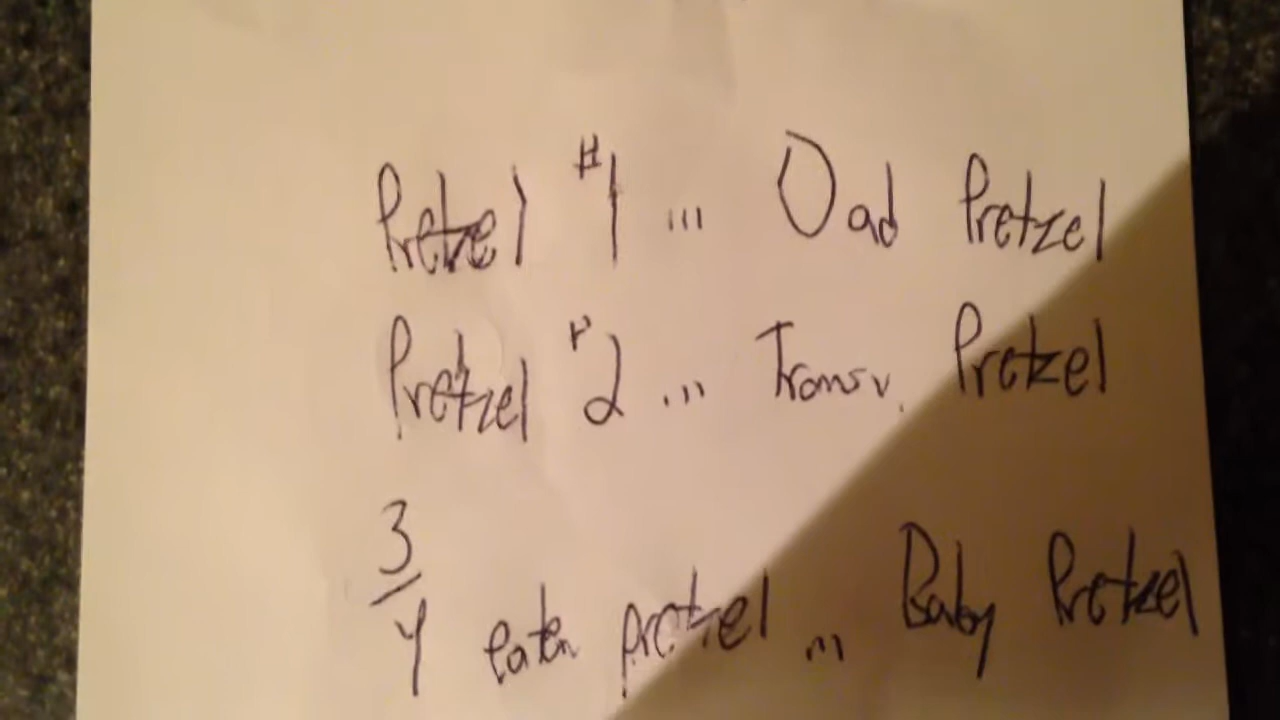 Pretzel #1 ... Dad Pretzel
Pretzel #2 ... Transv. Pretzel
3/4 eaten pretzel ... Baby Pretzel